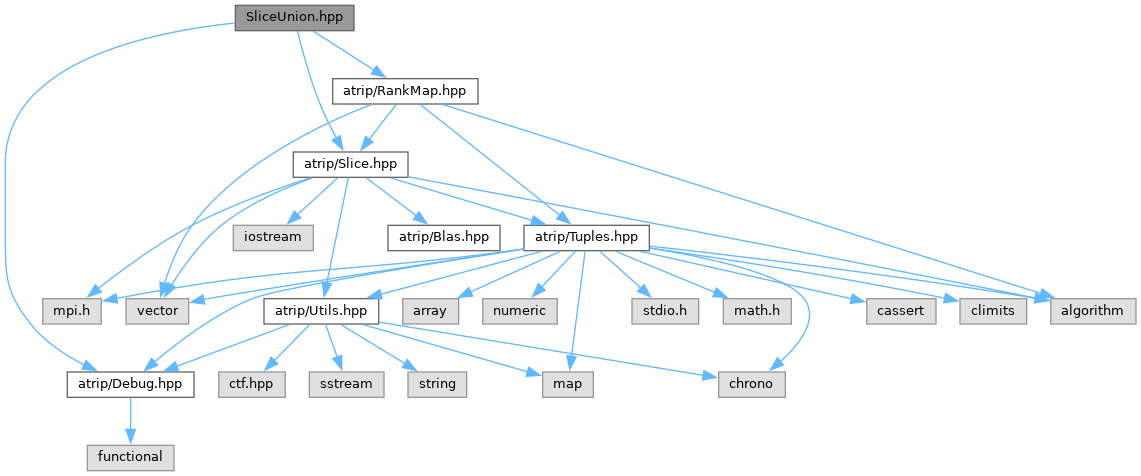 SliceUnion.hpp
atrip/RankMap.hpp
atrip/Slice.hpp
iostream
atrip/Blas.hpp
atrip/Tuples.hpp
mpi.h
vector
atrip/Utils.hpp
array
numeric
stdio.h
math.h
cassert
climits
algorithm
atrip/Debug.hpp
ctf.hpp
sstream
string
map
chrono
functional